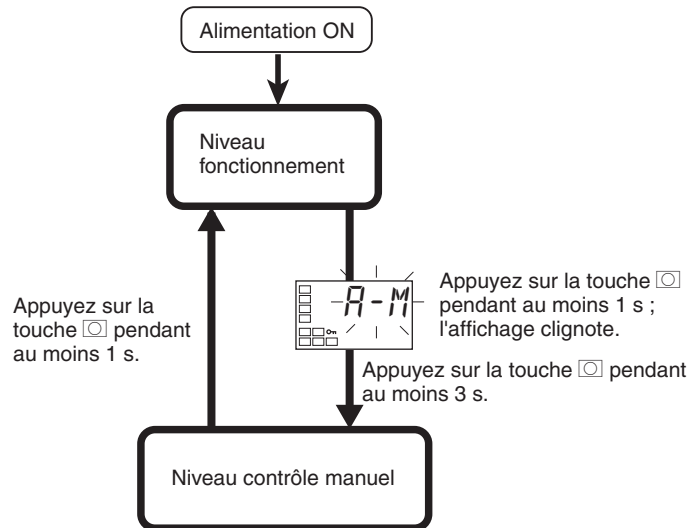 Alimentation ON
Niveau
fonctionnement
A-M
Appuyez sur la touche
pendant au moins 1 s ;
l'affichage clignote.
Appuyez sur la
touche pendant
au moins 1 s.
Appuyez sur la touche pendant
au moins 3 s.
Niveau contrôle manuel